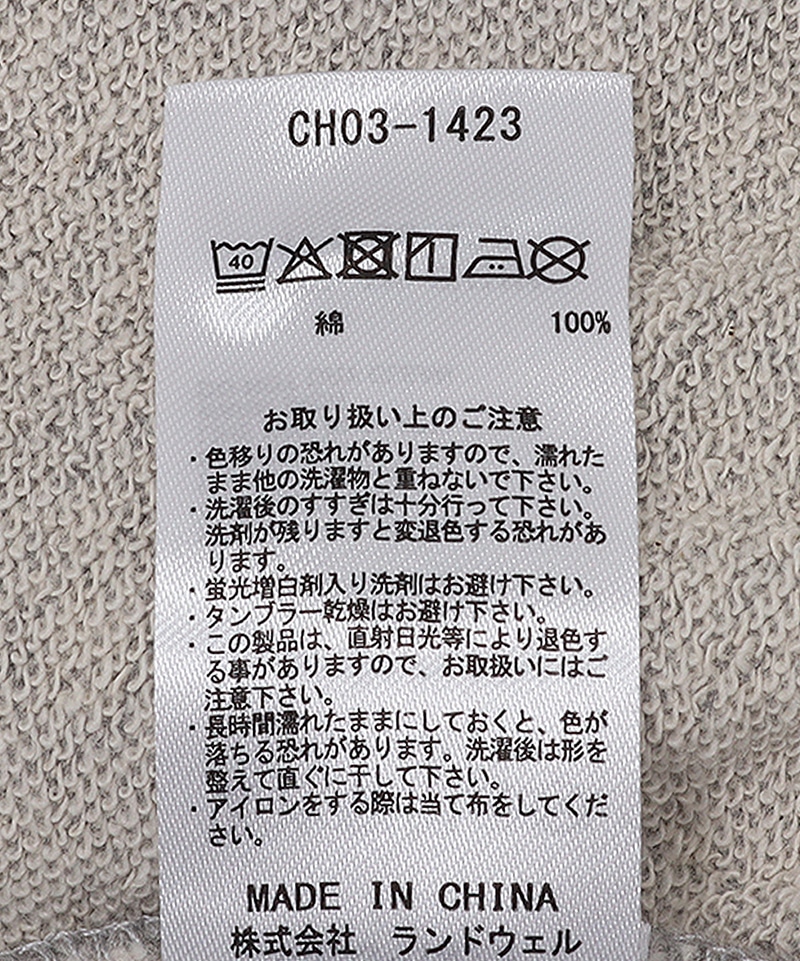 CH03-1423
40
綿 100%
お取り扱い上のご注意
・色移りの恐れがありますので、濡れた
まま他の洗濯物と重ねないで下さい。
・洗濯後のすすぎは十分行って下さい。
洗剤が残りますと変退色する恐れがあ
ります。
・蛍光増白剤入り洗剤はお避け下さい。
・タンブラー乾燥はお避け下さい。
・この製品は、直射日光等により退色す
る事がありますので、お取扱いにはご
注意下さい。
・長時間濡れたままにしておくと、色が
落ちる恐れがあります。洗濯後は形を
整えて直ぐに干して下さい。
・アイロンをする際は当て布をしてくだ
さい。
MADE IN CHINA
株式会社 ランドウェル